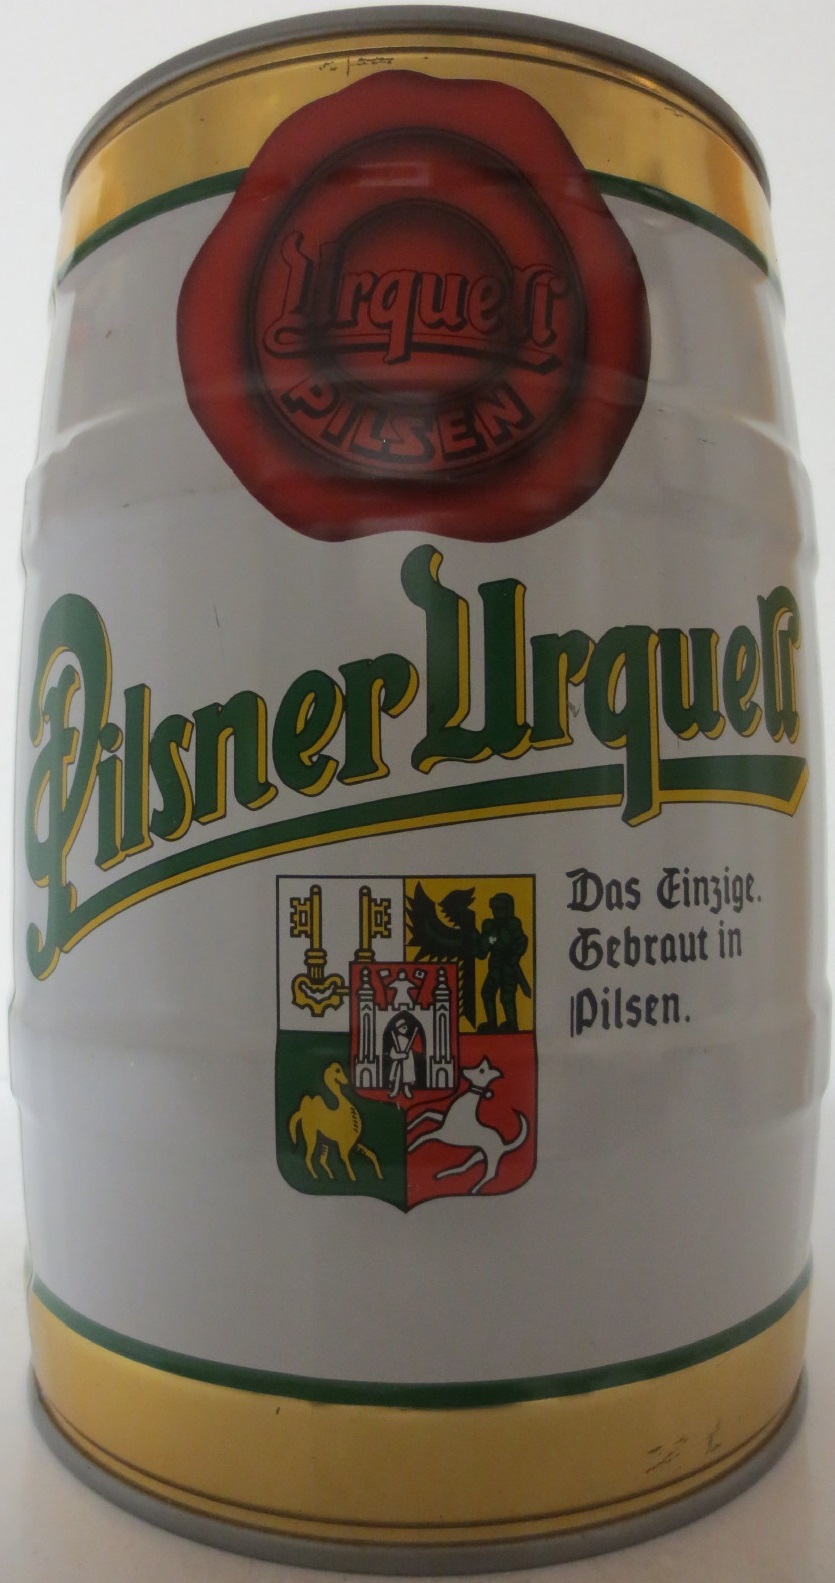 Urquell
PILSEN
Pilsner Urquell
Das Einzige.
Gebraut in
Pilsen.